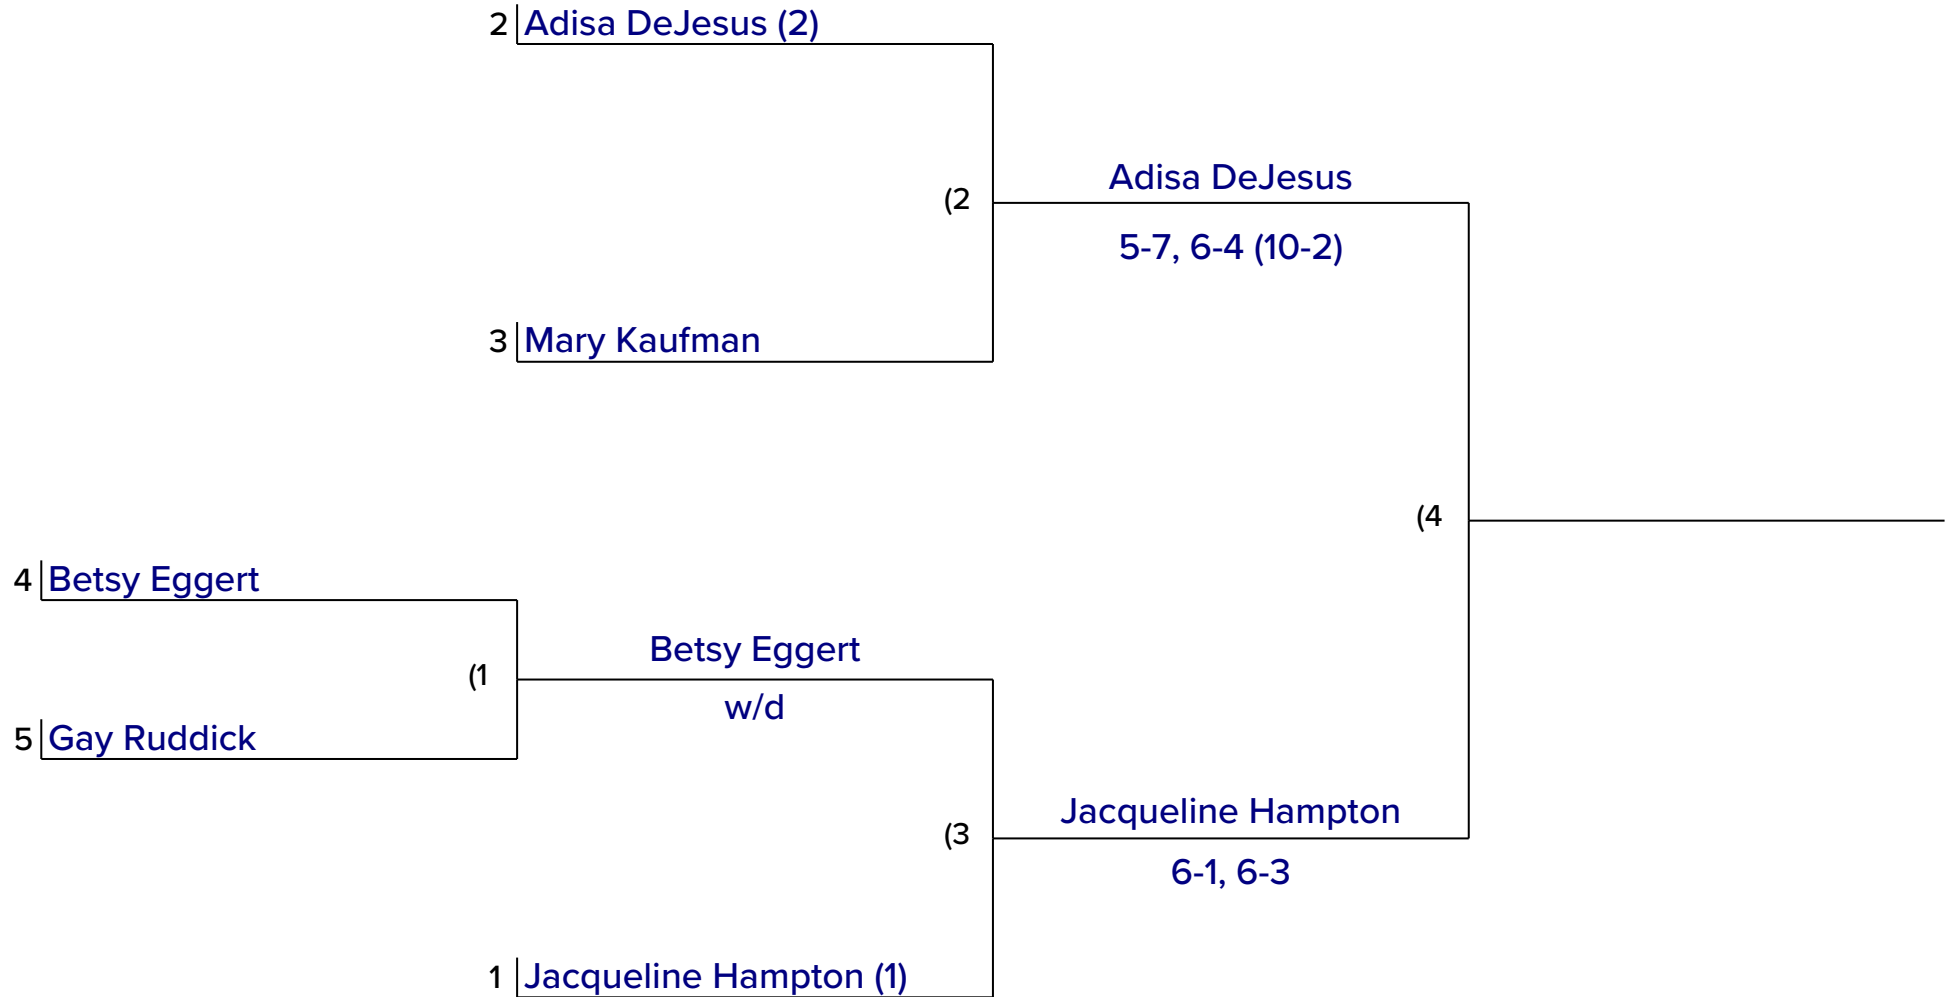 2 Adisa DeJesus (2)
Adisa DeJesus
(2
5-7, 6-4 (10-2)
3 Mary Kaufman
(4
4 Betsy Eggert
Betsy Eggert
(1
w/d
5 Gay Ruddick
Jacqueline Hampton
(3
6-1, 6-3
1 Jacqueline Hampton (1)